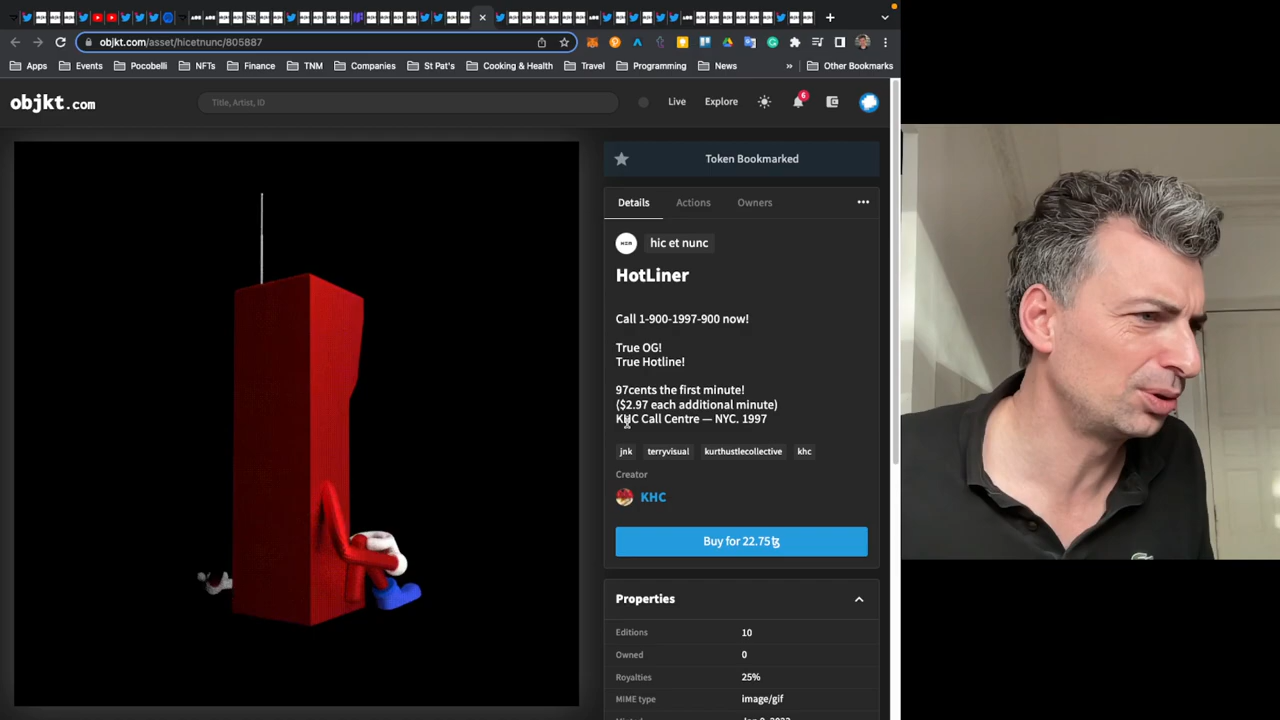 objkt.com/asset/hicetnunc/805887
Apps Events Pocobelli NFTs Finance TNM Companies St Pat's Cooking & Health Travel Programming News » Other Bookmarks
objkt.com Title, Artist, ID Live Explore 6
Token Bookmarked
Details Actions Owners
hic et nunc
HotLiner
Call 1-900-1997-900 now!
True OG!
True Hotline!
97cents the first minute!
($2.97 each additional minute)
KHC Call Centre — NYC. 1997
jnk terryvisual kurthustlecollective khc
Creator
KHC
Buy for 22.75ꜩ
Properties
Editions 10
Owned 0
Royalties 25%
MIME type image/gif